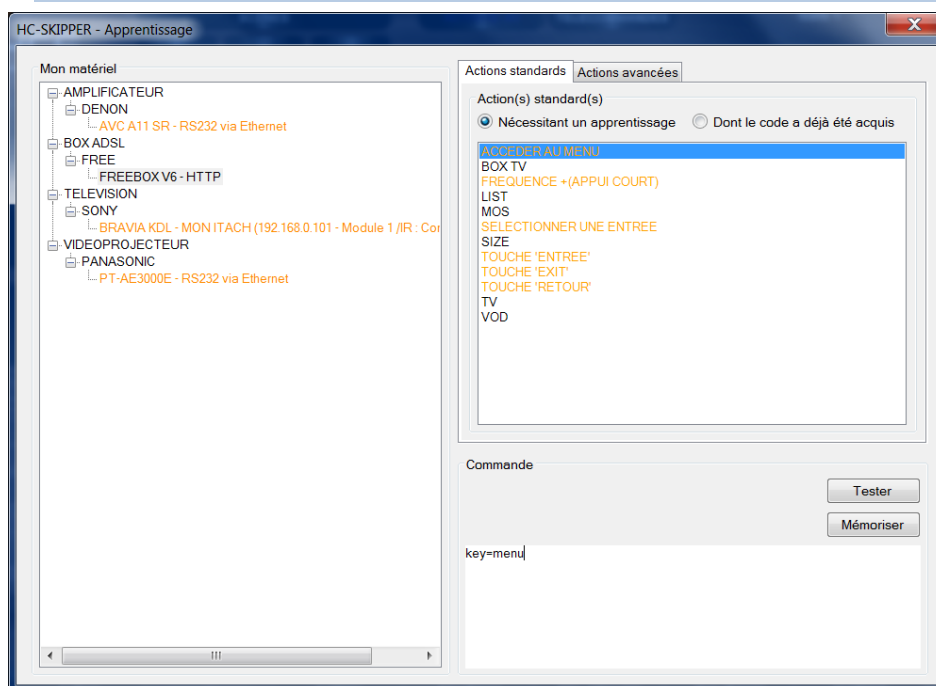 HC-SKIPPER - Apprentissage
Mon matériel
AMPLIFICATEUR
DENON
AVC A11 SR - RS232 via Ethernet
BOX ADSL
FREE
FREEBOX V6 - HTTP
TELEVISION
SONY
BRAVIA KDL - MON ITACH (192.168.0.101 - Module 1 /IR : Cor
VIDEOPROJECTEUR
PANASONIC
PT-AE3000E - RS232 via Ethernet
Actions standards Actions avancées
Action(s) standard(s)
Nécessitant un apprentissage Dont le code a déjà été acquis
ACCEDER AU MENU
BOX TV
FREQUENCE +(APPUI COURT)
LIST
MOS
SELECTIONNER UNE ENTREE
SIZE
TOUCHE 'ENTREE'
TOUCHE 'EXIT'
TOUCHE 'RETOUR'
TV
VOD
Commande
Tester
Mémoriser
key=menu